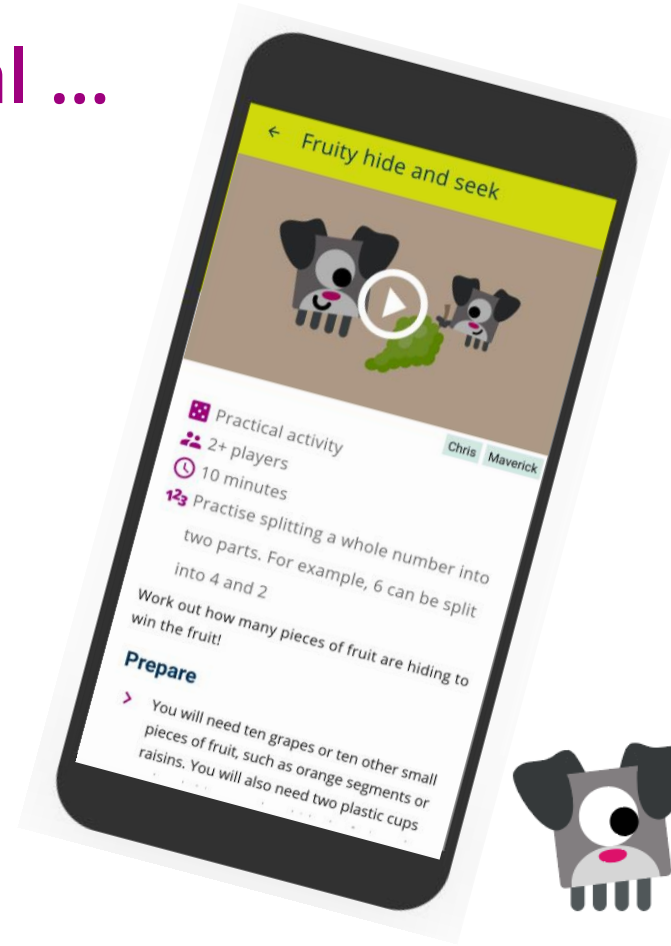 al ...
Fruity hide and seek
Practical activity
Chris Maverick
2+ players
10 minutes
123 Practise splitting a whole number into
two parts. For example, 6 can be split
into 4 and 2
Work out how many pieces of fruit are hiding to
win the fruit!
Prepare
You will need ten grapes or ten other small
pieces of fruit, such as orange segments or
raisins. You will also need two plastic cups